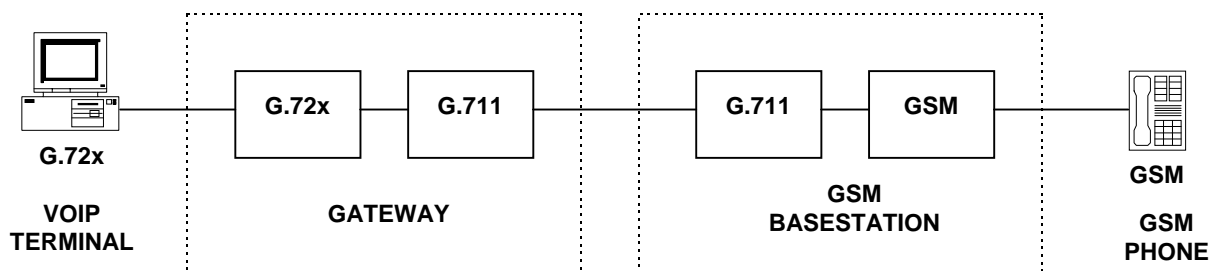 G.72x
G.711
G.711
GSM
G.72x
GSM
VOIP
TERMINAL
GATEWAY
GSM
BASESTATION
GSM
PHONE